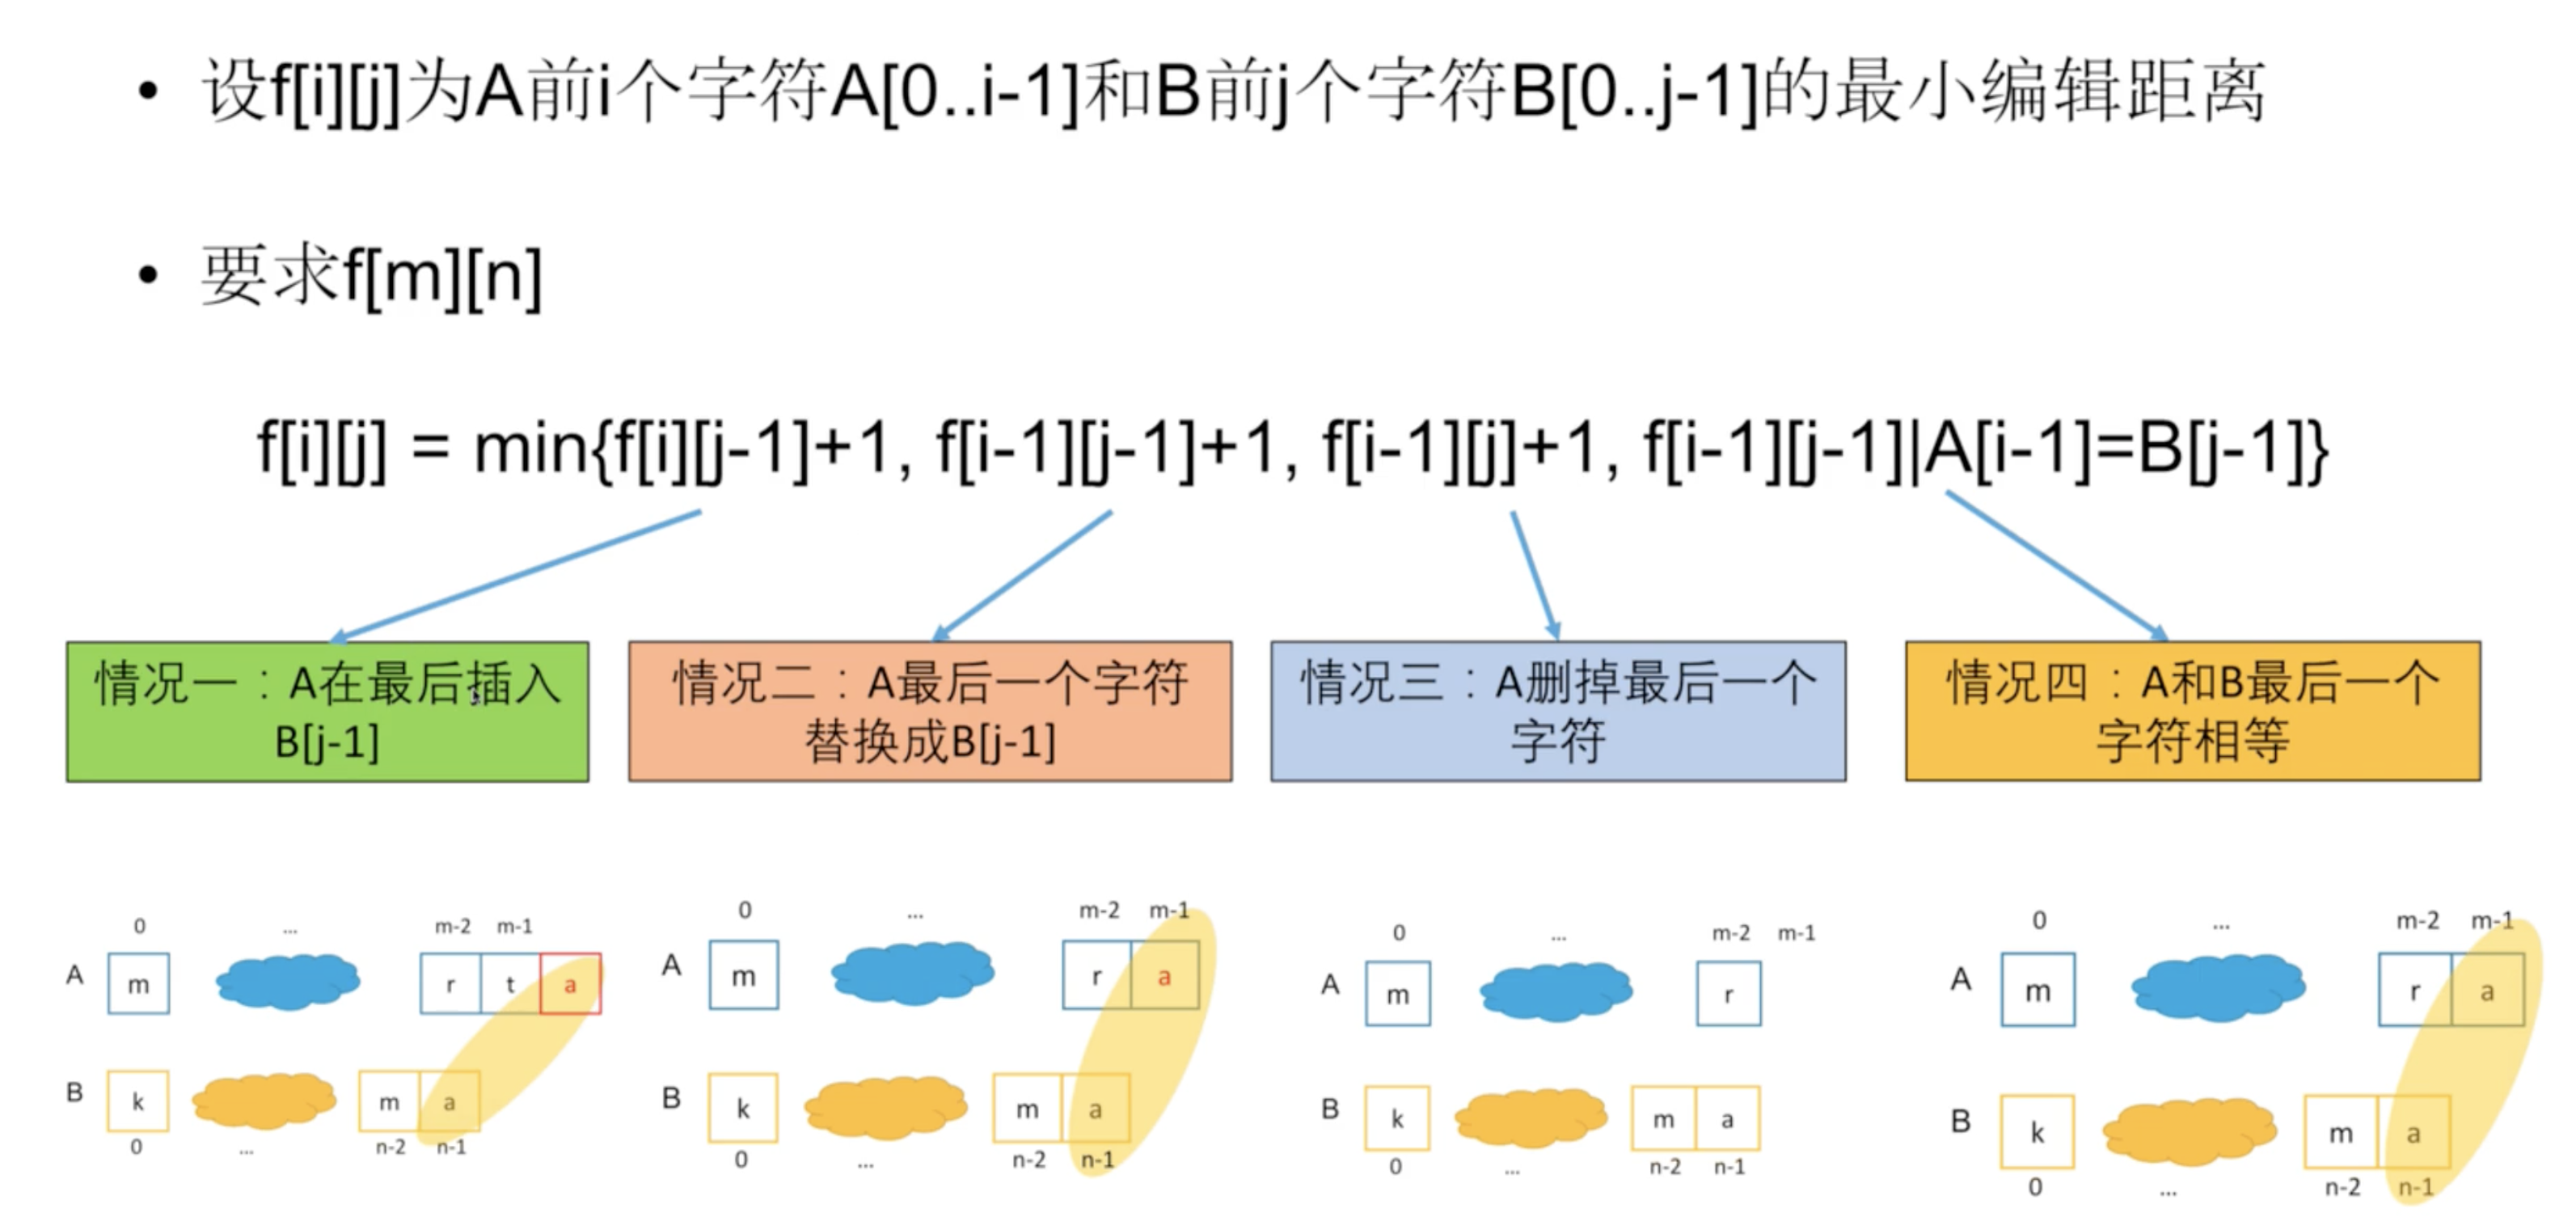 • 设f[i][j]为A前i个字符A[0..i-1]和B前j个字符B[0..j-1]的最小编辑距离
• 要求f[m][n]
f[i][j] = min{f[i][j-1]+1, f[i-1][j-1]+1, f[i-1][j]+1, f[i-1][j-1]|A[i-1]=B[j-1]}
情况一：A在最后插入
B[j-1]
情况二：A最后一个字符
替换成B[j-1]
情况三：A删掉最后一个
字符
情况四：A和B最后一个
字符相等
0 ... m-2 m-1
A m r t a
B k m a
0 ... n-2 n-1
0 ... m-2 m-1
A m r a
B k m a
0 ... n-2 n-1
0 ... m-2 m-1
A m r
B k m a
0 ... n-2 n-1
0 ... m-2 m-1
A m r a
B k m a
0 ... n-2 n-1